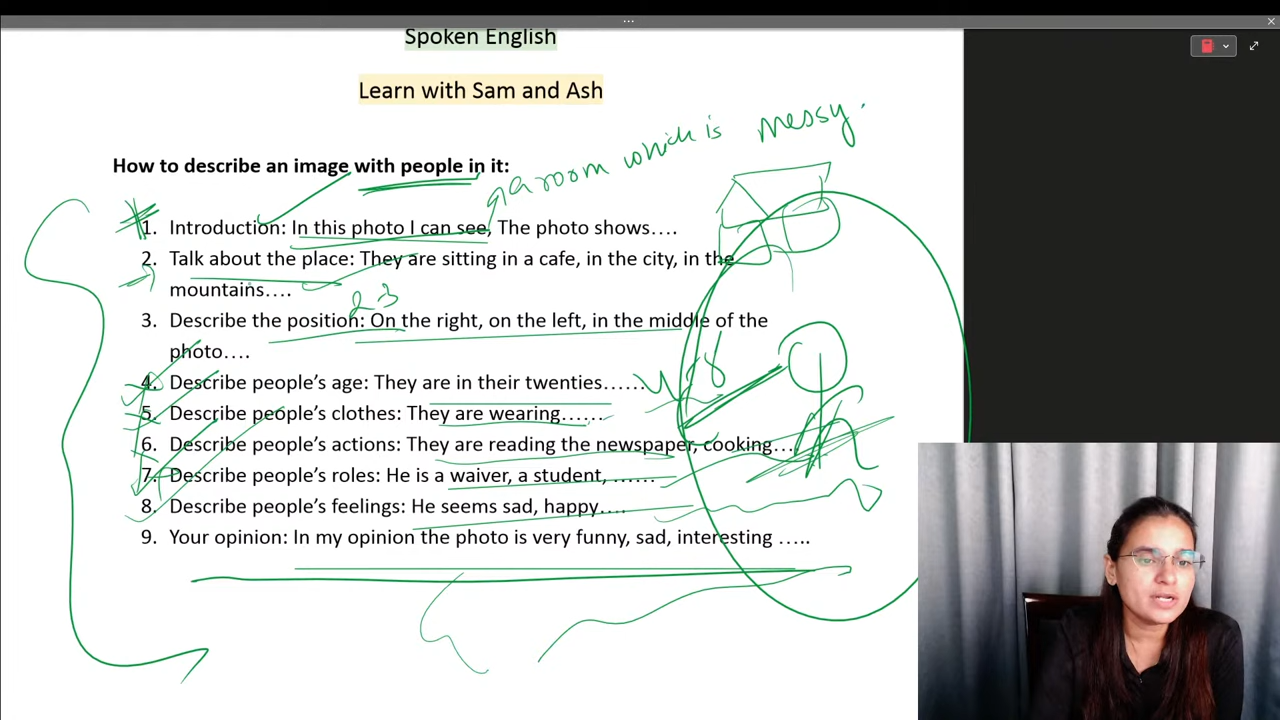 Spoken English
Learn with Sam and Ash
How to describe an image with people in it:
a room which is messy.
1. Introduction: In this photo I can see, The photo shows….
2. Talk about the place: They are sitting in a cafe, in the city, in the
mountains….
2 3
3. Describe the position: On the right, on the left, in the middle of the
photo….
4. Describe people's age: They are in their twenties……
5. Describe people's clothes: They are wearing……
6. Describe people's actions: They are reading the newspaper, cooking…
7. Describe people's roles: He is a waiver, a student, ……
8. Describe people's feelings: He seems sad, happy….
9. Your opinion: In my opinion the photo is very funny, sad, interesting …..